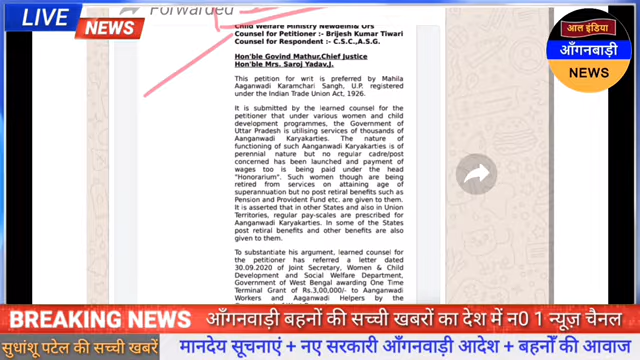 LIVE
NEWS
Forwarded
आल इंडिया
आँगनबाड़ी
NEWS
Child Welfare Ministry Newdelhi& Ors
Counsel for Petitioner :- Brijesh Kumar Tiwari
Counsel for Respondent :- C.S.C.,A.S.G.
Hon'ble Govind Mathur,Chief Justice
Hon'ble Mrs. Saroj Yadav,J.
This petition for writ is preferred by Mahila
Aaganwadi Karamchari Sangh, U.P. registered
under the Indian Trade Union Act, 1926.
It is submitted by the learned counsel for the
petitioner that under various women and child
development programmes, the Government of
Uttar Pradesh is utilising services of thousands of
Aanganwadi Karyakarties. The nature of
functioning of such Aanganwadi Karyakarties is of
perennial nature but no regular cadre/post
concerned has been launched and payment of
wages too is being paid under the head
"Honorarium". Such women though are being
retired from services on attaining age of
superannuation but no post retiral benefits such as
Pension and Provident Fund etc. are given to them.
It is asserted that in other States and also in Union
Territories, regular pay-scales are prescribed for
Aanganwadi Karyakarties. In some of the States
post retiral benefits and other benefits are also
given to them.
To substantiate his argument, learned counsel for
the petitioner has referred a letter dated
30.09.2020 of Joint Secretary, Women & Child
Development and Social Welfare Department,
Government of West Bengal awarding One Time
Terminal Grant of Rs.3,00,000/- to Aanganwadi
Workers and Aaganwadi Helpers by the
BREAKING NEWS
आँगनवाड़ी बहनों की सच्ची खबरों का देश में न0 1 न्यूज़ चैनल
सुधांशू पटेल की सच्ची खबरें
मानदेय सूचनाएं + नए सरकारी आँगनवाड़ी आदेश + बहनोँ की आवाज